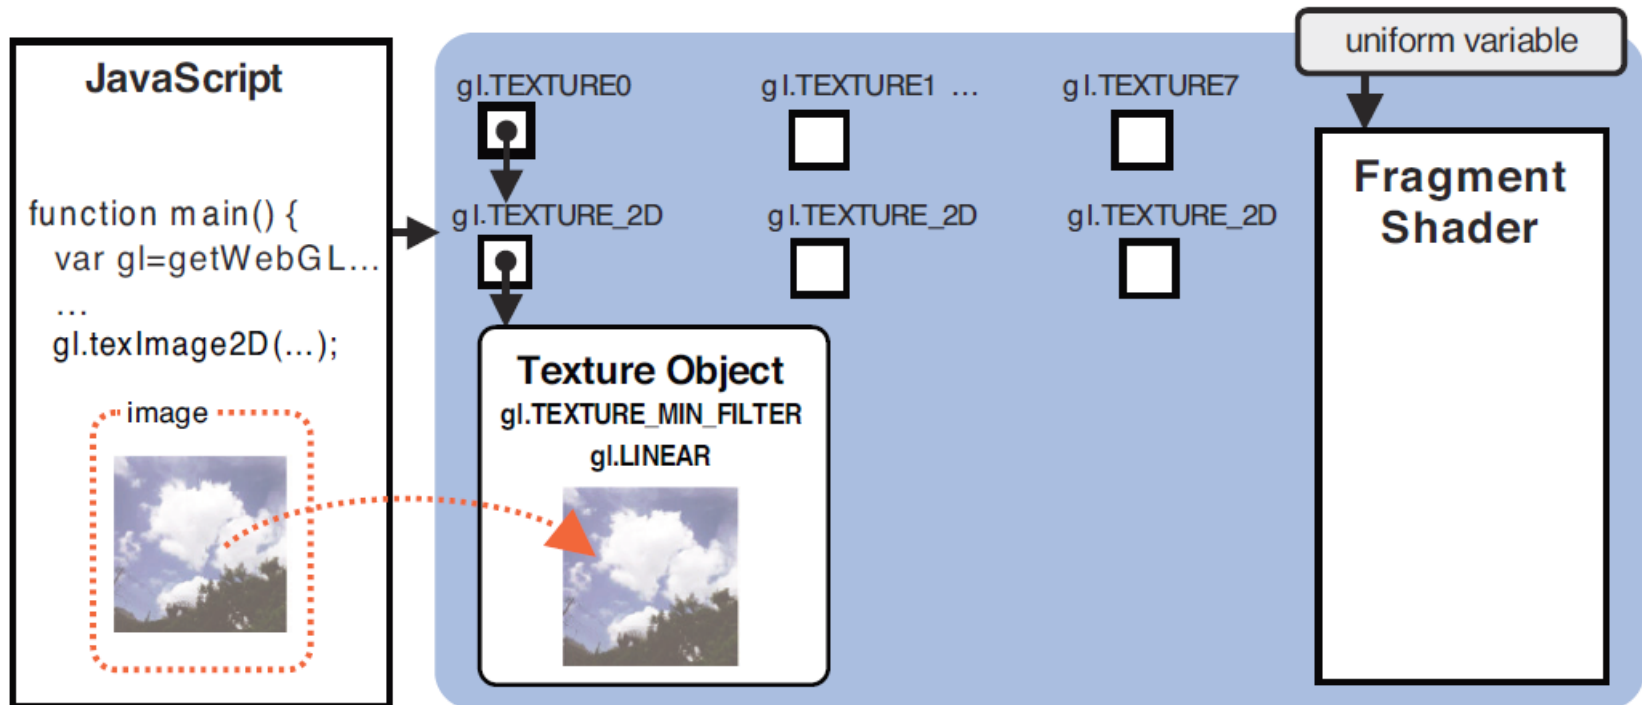 JavaScript
function main() {
var gl=getWebGL...
...
gl.texImage2D(...);
image
gl.TEXTURE0
gl.TEXTURE1 ...
gl.TEXTURE7
gl.TEXTURE_2D
gl.TEXTURE_2D
gl.TEXTURE_2D
Texture Object
gl.TEXTURE_MIN_FILTER
gl.LINEAR
uniform variable
Fragment
Shader